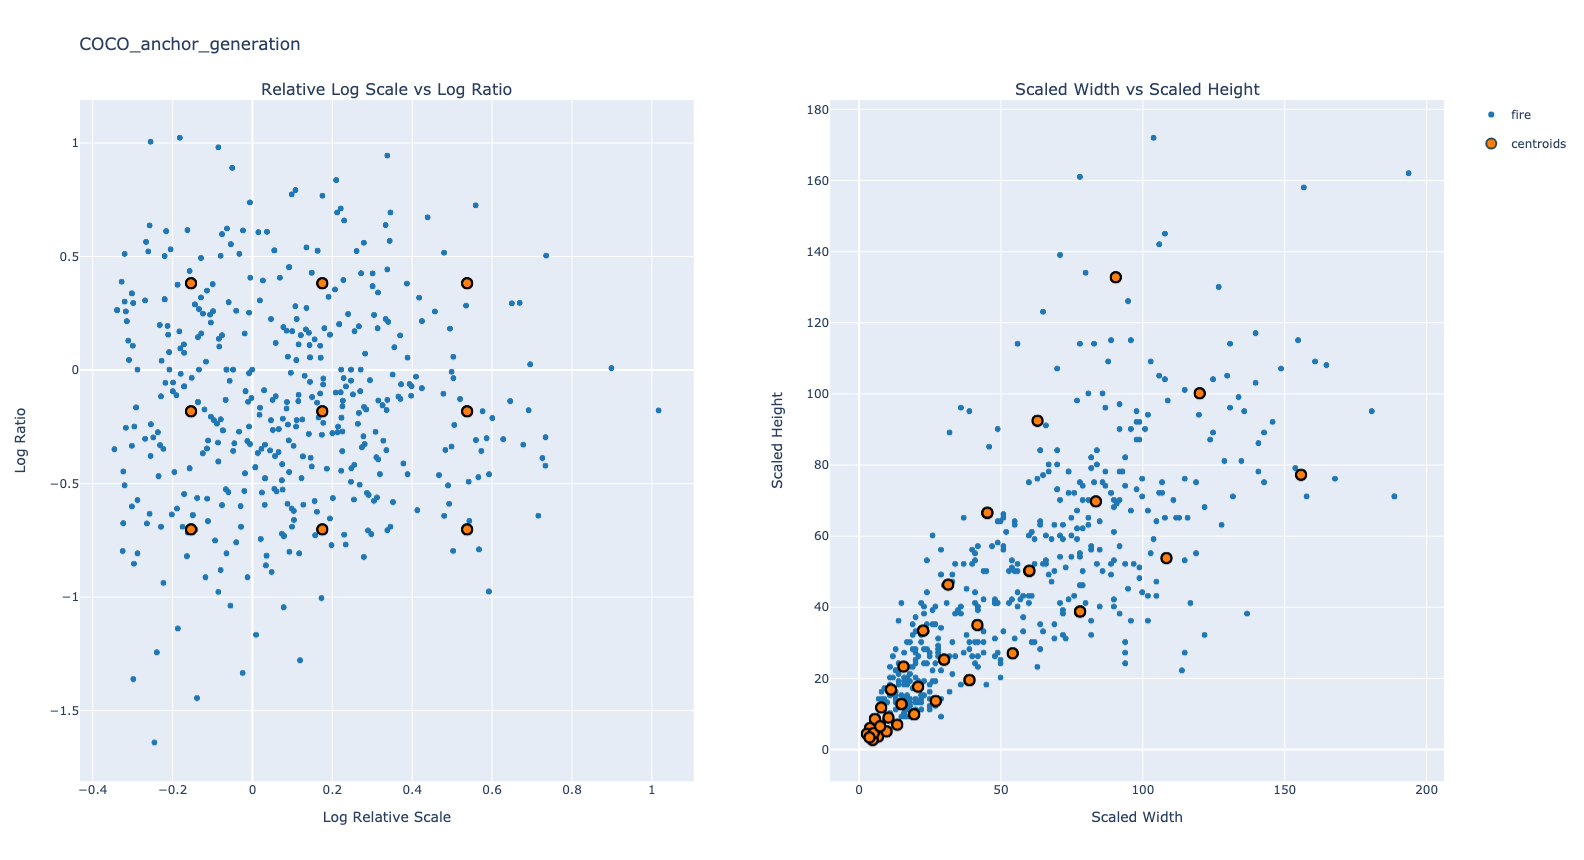 COCO_anchor_generation
Relative Log Scale vs Log Ratio
Log Ratio
1
0.5
0
−0.5
−1
−1.5
−0.4 −0.2 0 0.2 0.4 0.6 0.8 1
Log Relative Scale
Scaled Width vs Scaled Height
Scaled Height
180
160
140
120
100
80
60
40
20
0
0 50 100 150 200
Scaled Width
fire
centroids